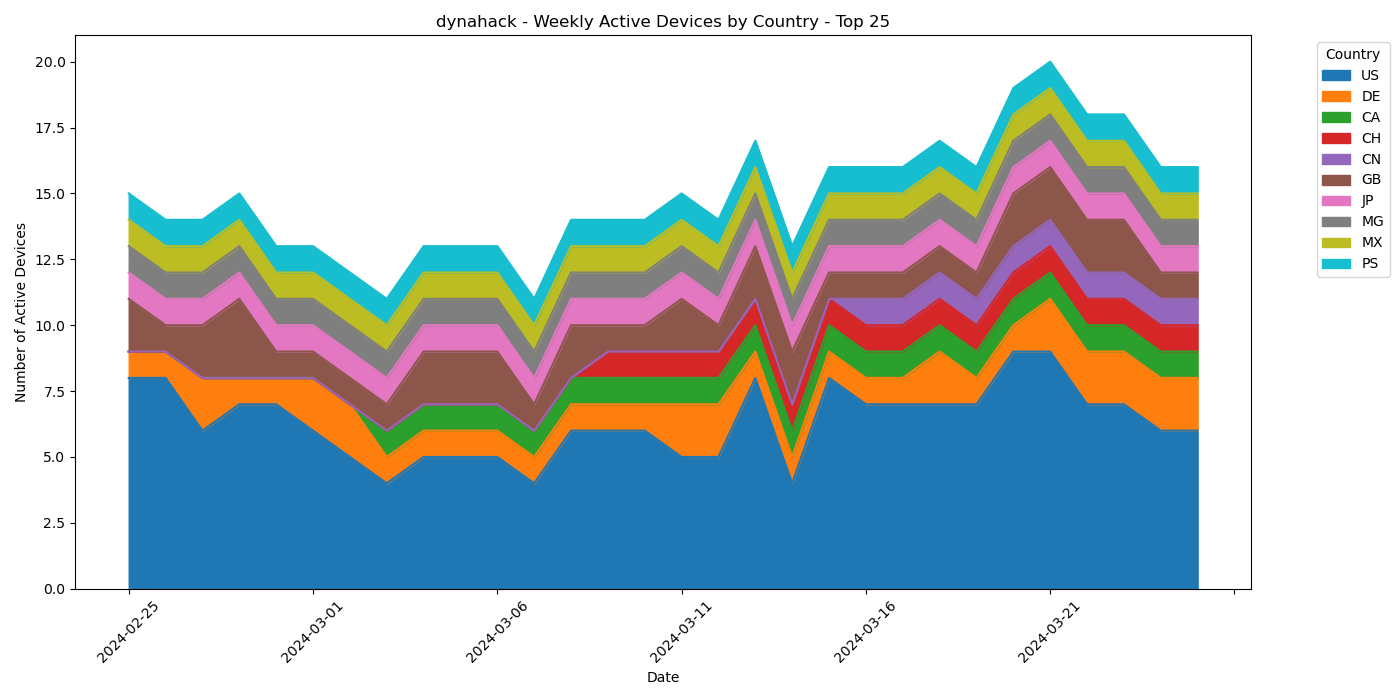 dynahack - Weekly Active Devices by Country - Top 25
Number of Active Devices
20.0
17.5
15.0
12.5
10.0
7.5
5.0
2.5
0.0
2024-02-25
2024-03-01
2024-03-06
2024-03-11
2024-03-16
2024-03-21
Date
Country
US
DE
CA
CH
CN
GB
JP
MG
MX
PS